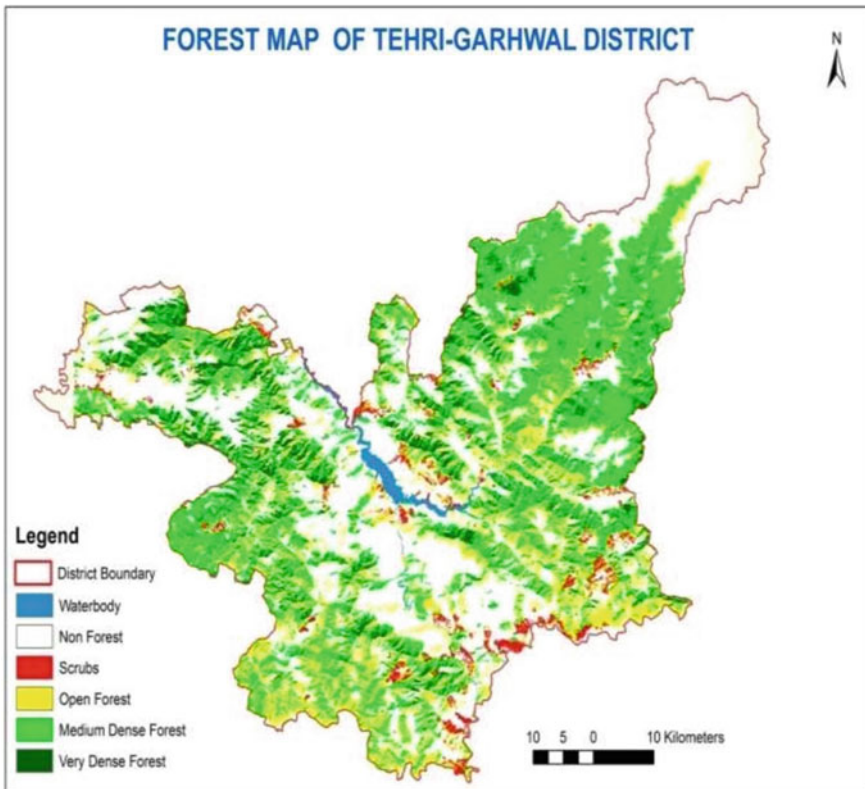 FOREST MAP OF TEHRI-GARHWAL DISTRICT
N
Legend
District Boundary
Waterbody
Non Forest
Scrubs
Open Forest
Medium Dense Forest
Very Dense Forest
10 5 0 10 Kilometers